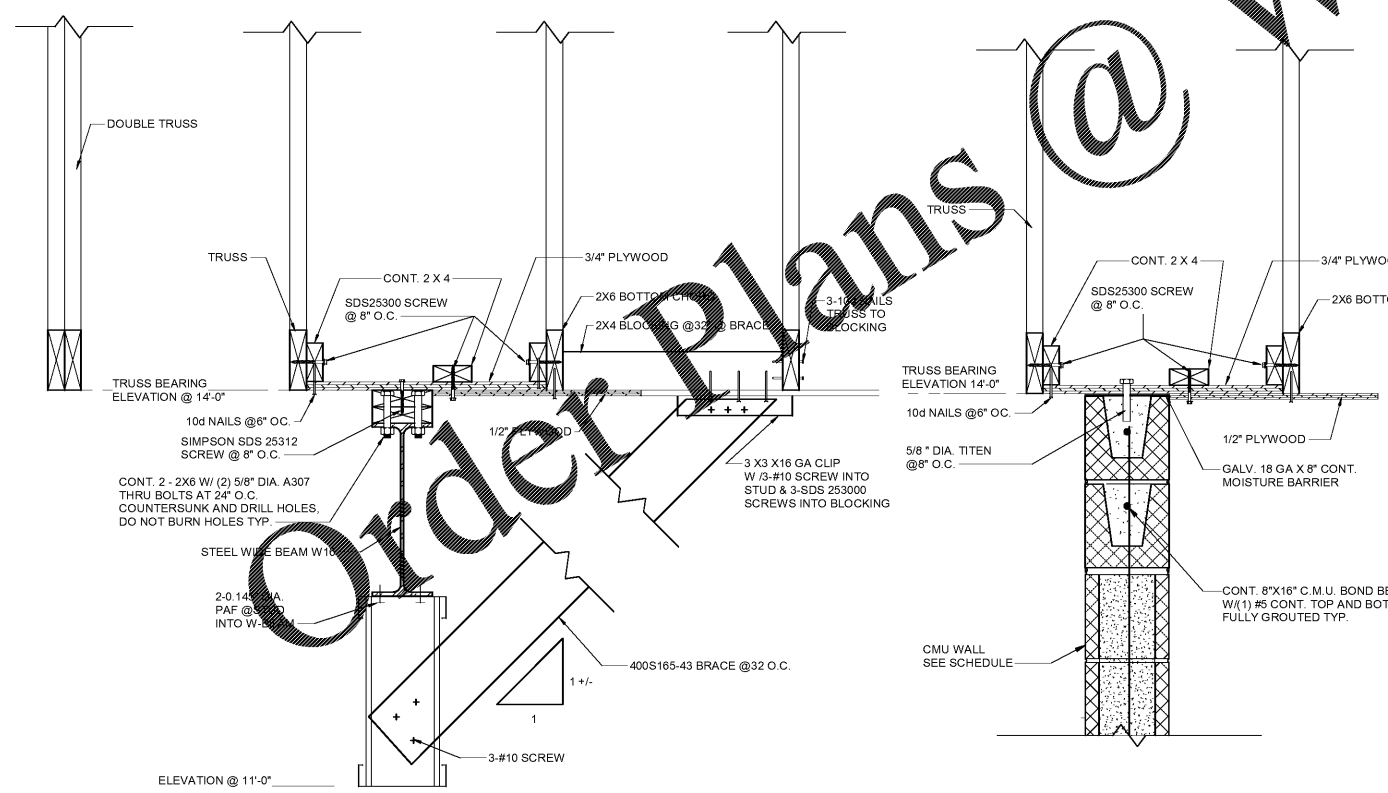 DOUBLE TRUSS
TRUSS
CONT. 2 X 4
SDS25300 SCREW
@ 8" O.C.
3/4" PLYWOOD
2X6 BOTTOM CHORD
2X4 BLOCKING @32" @ BRACE
3-10d NAILS
TRUSS TO
BLOCKING
TRUSS BEARING
ELEVATION @ 14'-0"
10d NAILS @6" OC.
SIMPSON SDS 25312
SCREW @ 8" O.C.
1/2" PLYWOOD
CONT. 2 - 2X6 W/ (2) 5/8" DIA. A307
THRU BOLTS AT 24" O.C.
COUNTERSUNK AND DRILL HOLES,
DO NOT BURN HOLES TYP.
3 X3 X16 GA CLIP
W /3-#10 SCREW INTO
STUD & 3-SDS 253000
SCREWS INTO BLOCKING
STEEL WIDE BEAM W16
2-0.145" DIA.
PAF @STUD
INTO W-BEAM
400S165-43 BRACE @32 O.C.
1 +/-
1
3-#10 SCREW
ELEVATION @ 11'-0"
TRUSS
CONT. 2 X 4
SDS25300 SCREW
@ 8" O.C.
3/4" PLYWOO
2X6 BOTTO
TRUSS BEARING
ELEVATION 14'-0"
10d NAILS @6" OC.
5/8 " DIA. TITEN
@8" O.C.
1/2" PLYWOOD
GALV. 18 GA X 8" CONT.
MOISTURE BARRIER
CONT. 8"X16" C.M.U. BOND BE
W/(1) #5 CONT. TOP AND BOT
FULLY GROUTED TYP.
CMU WALL
SEE SCHEDULE
Order Plans @